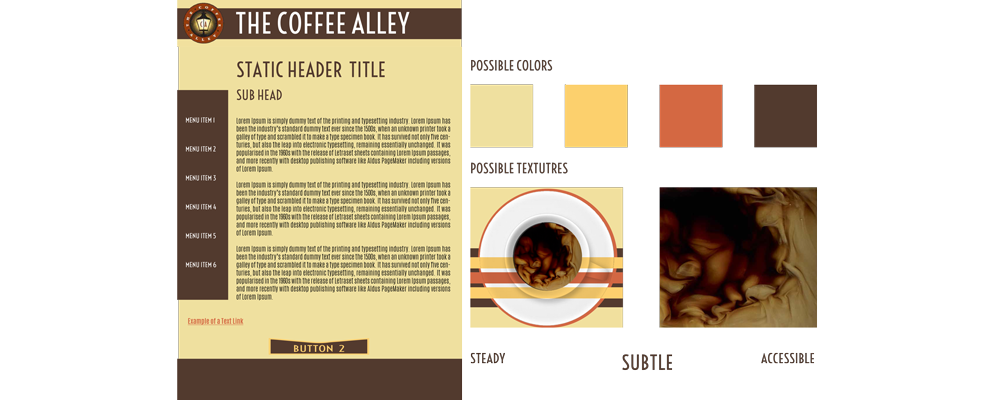 THE COFFEE ALLEY
STATIC HEADER TITLE
SUB HEAD
MENU ITEM 1
MENU ITEM 2
MENU ITEM 3
MENU ITEM 4
MENU ITEM 5
MENU ITEM 6
Lorem Ipsum is simply dummy text of the printing and typesetting industry. Lorem Ipsum has
been the industry's standard dummy text ever since the 1500s, when an unknown printer took a
galley of type and scrambled it to make a type specimen book. It has survived not only five cen-
turies, but also the leap into electronic typesetting, remaining essentially unchanged. It was
popularised in the 1960s with the release of Letraset sheets containing Lorem Ipsum passages,
and more recently with desktop publishing software like Aldus PageMaker including versions
of Lorem Ipsum.
Lorem Ipsum is simply dummy text of the printing and typesetting industry. Lorem Ipsum has
been the industry's standard dummy text ever since the 1500s, when an unknown printer took a
galley of type and scrambled it to make a type specimen book. It has survived not only five cen-
turies, but also the leap into electronic typesetting, remaining essentially unchanged. It was
popularised in the 1960s with the release of Letraset sheets containing Lorem Ipsum passages,
and more recently with desktop publishing software like Aldus PageMaker including versions
of Lorem Ipsum.
Lorem Ipsum is simply dummy text of the printing and typesetting industry. Lorem Ipsum has
been the industry's standard dummy text ever since the 1500s, when an unknown printer took a
galley of type and scrambled it to make a type specimen book. It has survived not only five cen-
turies, but also the leap into electronic typesetting, remaining essentially unchanged. It was
popularised in the 1960s with the release of Letraset sheets containing Lorem Ipsum passages,
and more recently with desktop publishing software like Aldus PageMaker including versions
of Lorem Ipsum.
Example of a Text Link
BUTTON 2
POSSIBLE COLORS
POSSIBLE TEXTUTRES
STEADY
SUBTLE
ACCESSIBLE